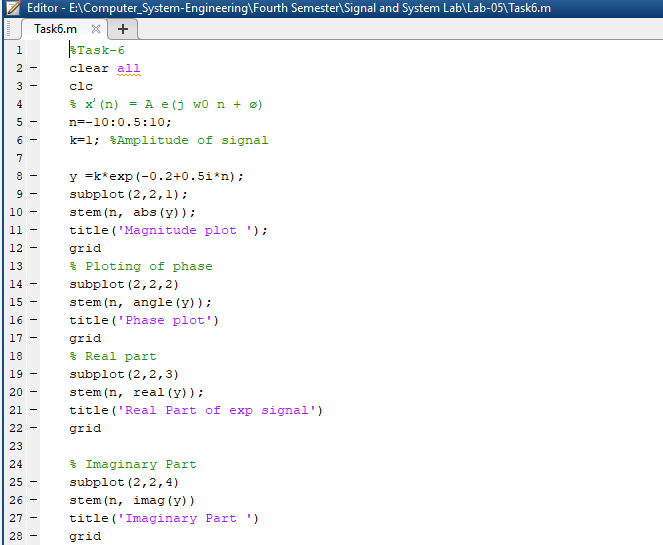 Editor - E:\Computer_System-Engineering\Fourth Semester\Signal and System Lab\Lab-05\Task6.m
Task6.m × +
1 %Task-6
2 - clear all
3 - clc
4 % x'(n) = A e(j w0 n + ø)
5 - n=-10:0.5:10;
6 - k=1; %Amplitude of signal
7
8 - y =k*exp(-0.2+0.5i*n);
9 - subplot(2,2,1);
10 - stem(n, abs(y));
11 - title('Magnitude plot ');
12 - grid
13 % Ploting of phase
14 - subplot(2,2,2)
15 - stem(n, angle(y));
16 - title('Phase plot')
17 - grid
18 % Real part
19 - subplot(2,2,3)
20 - stem(n, real(y));
21 - title('Real Part of exp signal')
22 - grid
23
24 % Imaginary Part
25 - subplot(2,2,4)
26 - stem(n, imag(y))
27 - title('Imaginary Part ')
28 - grid